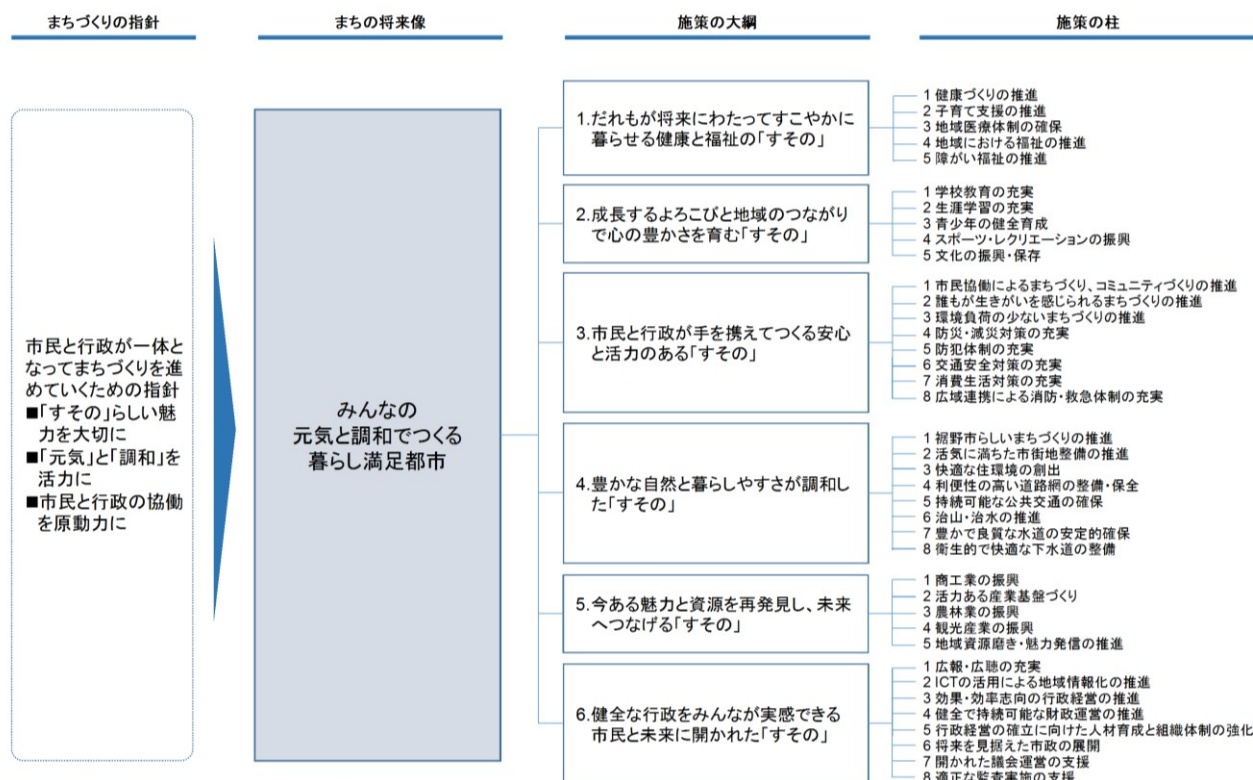 まちづくりの指針
まちの将来像
施策の大綱
施策の柱
市民と行政が一体と
なってまちづくりを進
めていくための指針
■「すその」らしい魅
力を大切に
■「元気」と「調和」を
活力に
■市民と行政の協働
を原動力に
みんなの
元気と調和でつくる
暮らし満足都市
1.だれもが将来にわたってすこやかに
暮らせる健康と福祉の「すその」
1 健康づくりの推進
2 子育て支援の推進
3 地域医療体制の確保
4 地域における福祉の推進
5 障がい福祉の推進
2.成長するよろこびと地域のつながり
で心の豊かさを育む「すその」
1 学校教育の充実
2 生涯学習の充実
3 青少年の健全育成
4 スポーツ・レクリエーションの振興
5 文化の振興・保存
3.市民と行政が手を携えてつくる安心
と活力のある「すその」
1 市民協働によるまちづくり、コミュニティづくりの推進
2 誰もが生きがいを感じられるまちづくりの推進
3 環境負荷の少ないまちづくりの推進
4 防災・減災対策の充実
5 防犯体制の充実
6 交通安全対策の充実
7 消費生活対策の充実
8 広域連携による消防・救急体制の充実
4.豊かな自然と暮らしやすさが調和し
た「すその」
1 裾野市らしいまちづくりの推進
2 活気に満ちた市街地整備の推進
3 快適な住環境の創出
4 利便性の高い道路網の整備・保全
5 持続可能な公共交通の確保
6 治山・治水の推進
7 豊かで良質な水道の安定的確保
8 衛生的で快適な下水道の整備
5.今ある魅力と資源を再発見し、未来
へつなげる「すその」
1 商工業の振興
2 活力ある産業基盤づくり
3 農林業の振興
4 観光産業の振興
5 地域資源磨き・魅力発信の推進
6.健全な行政をみんなが実感できる
市民と未来に開かれた「すその」
1 広報・広聴の充実
2 ICTの活用による地域情報化の推進
3 効果・効率志向の行政経営の推進
4 健全で持続可能な財政運営の推進
5 行政経営の確立に向けた人材育成と組織体制の強化
6 将来を見据えた市政の展開
7 開かれた議会運営の支援
8 適正な監査実施の支援